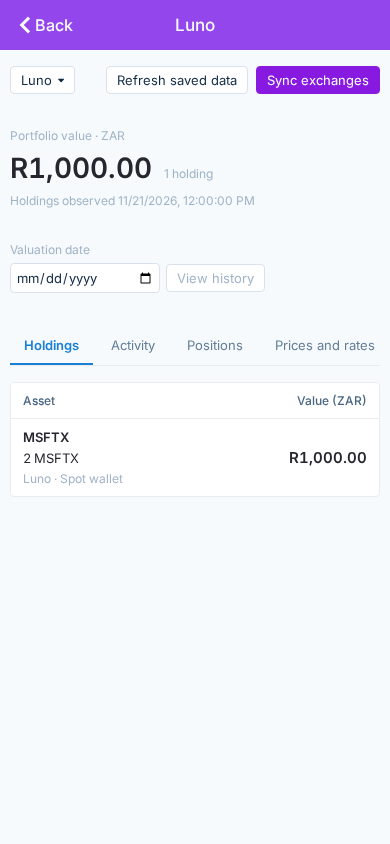 Back
Luno
Luno
Refresh saved data
Sync exchanges
Portfolio value · ZAR
R1,000.00 1 holding
Holdings observed 11/21/2026, 12:00:00 PM
Valuation date
mm/dd/yyyy
View history
Holdings Activity Positions Prices and rates
Asset Value (ZAR)
MSFTX
2 MSFTX R1,000.00
Luno · Spot wallet